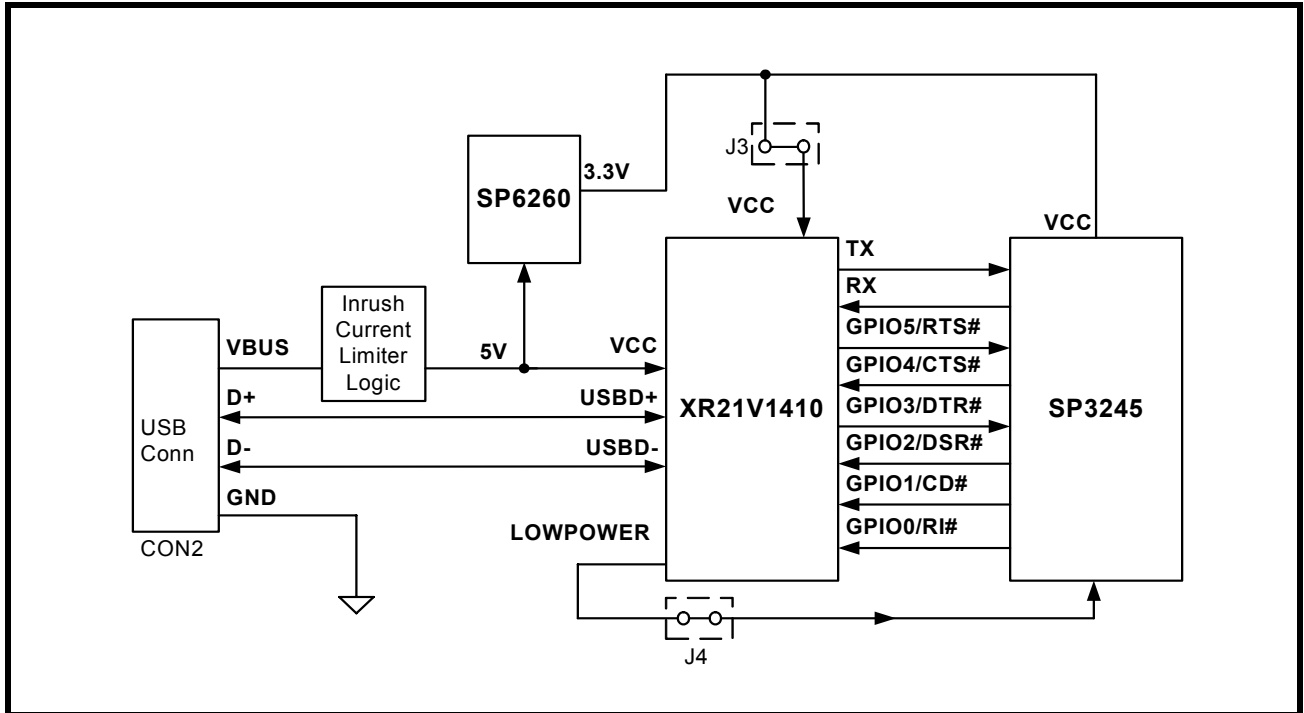 J3
3.3V
SP6260
VCC
VCC
TX
RX
Inrush
Current
Limiter
Logic
GPIO5/RTS#
VBUS
5V
VCC
GPIO4/CTS#
D+
USBD+
XR21V1410
GPIO3/DTR#
SP3245
USB
Conn
D-
USBD-
GPIO2/DSR#
GND
GPIO1/CD#
LOWPOWER
GPIO0/RI#
CON2
J4